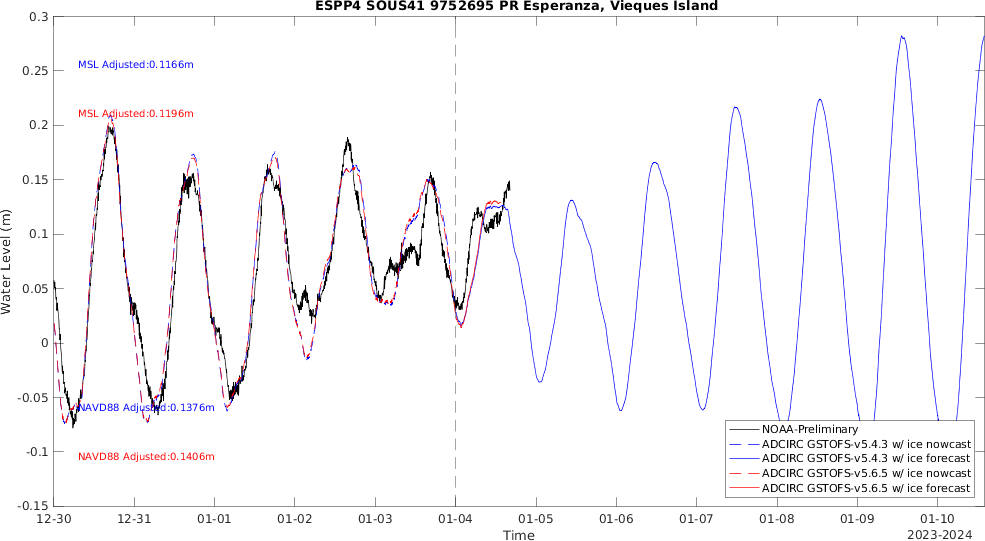 ESPP4 SOUS41 9752695 PR Esperanza, Vieques Island
0.3
0.25
0.2
0.15
0.1
0.05
0
-0.05
-0.1
-0.15
Water Level (m)
MSL Adjusted:0.1166m
MSL Adjusted:0.1196m
NAVD88 Adjusted:0.1376m
NAVD88 Adjusted:0.1406m
NOAA-Preliminary
ADCIRC GSTOFS-v5.4.3 w/ ice nowcast
ADCIRC GSTOFS-v5.4.3 w/ ice forecast
ADCIRC GSTOFS-v5.6.5 w/ ice nowcast
ADCIRC GSTOFS-v5.6.5 w/ ice forecast
12-30 12-31 01-01 01-02 01-03 01-04 01-05 01-06 01-07 01-08 01-09 01-10
Time
2023-2024